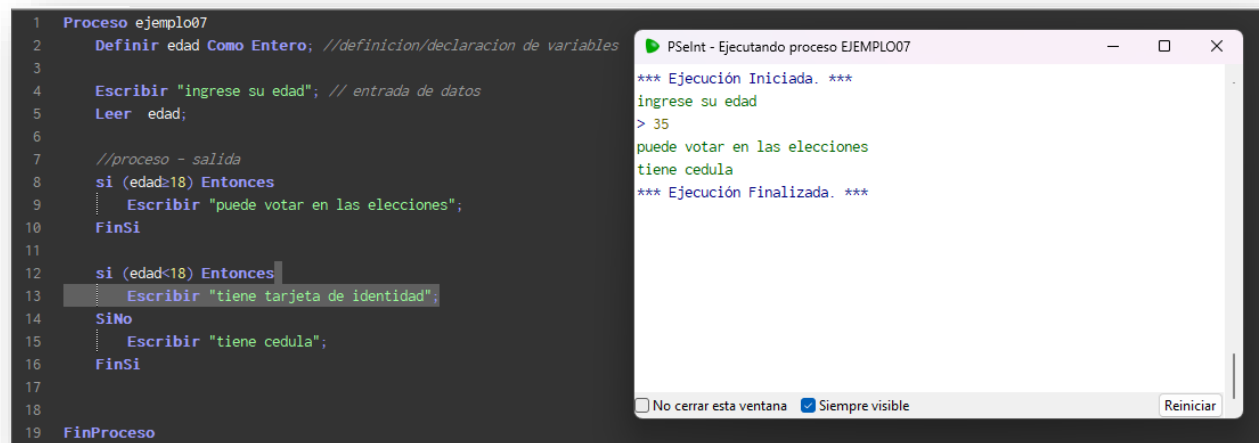 1 Proceso ejemplo07
2 Definir edad Como Entero; //definicion/declaracion de variables
3
4 Escribir "ingrese su edad"; // entrada de datos
5 Leer edad;
6
7 //proceso - salida
8 si (edad≥18) Entonces
9 Escribir "puede votar en las elecciones";
10 FinSi
11
12 si (edad<18) Entonces
13 Escribir "tiene tarjeta de identidad";
14 SiNo
15 Escribir "tiene cedula";
16 FinSi
17
18
19 FinProceso
PSeInt - Ejecutando proceso EJEMPLO07
*** Ejecución Iniciada. ***
ingrese su edad
> 35
puede votar en las elecciones
tiene cedula
*** Ejecución Finalizada. ***
No cerrar esta ventana Siempre visible Reiniciar